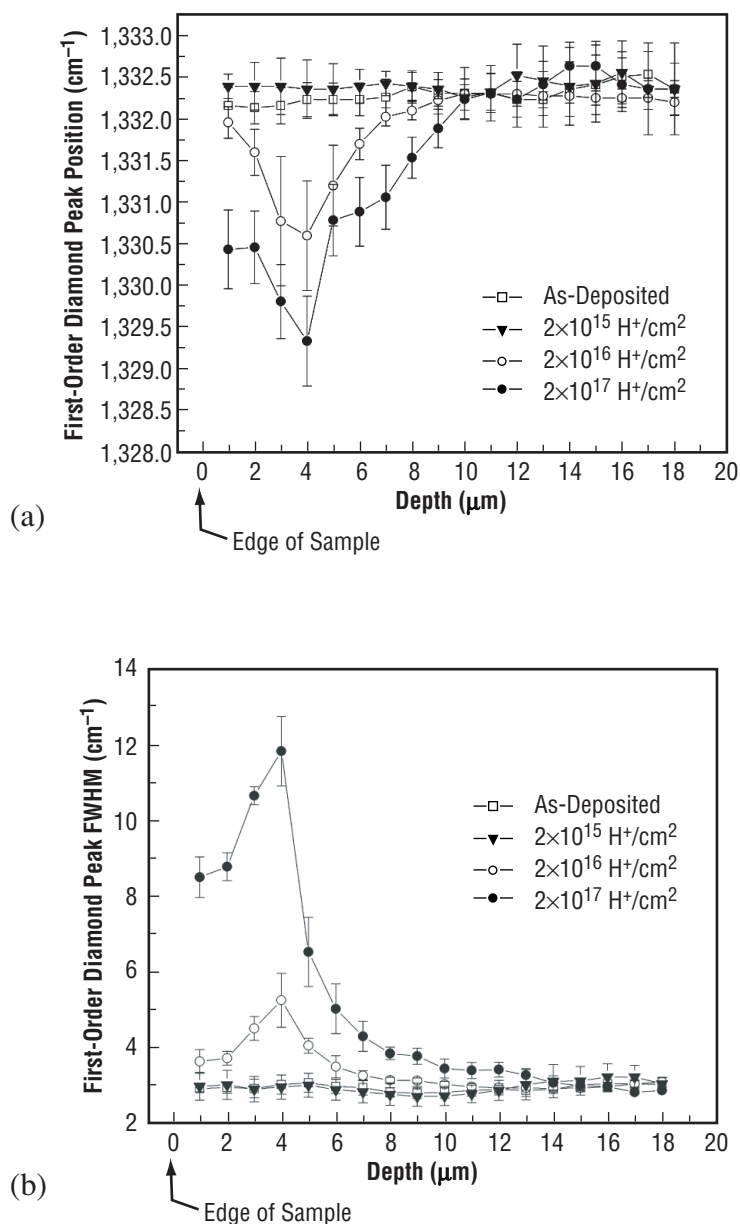 First-Order Diamond Peak Position (cm⁻¹)
1,333.0
1,332.5
1,332.0
1,331.5
1,331.0
1,330.5
1,330.0
1,329.5
1,329.0
1,328.5
1,328.0
As-Deposited
2×10¹⁵ H⁺/cm²
2×10¹⁶ H⁺/cm²
2×10¹⁷ H⁺/cm²
0 2 4 6 8 10 12 14 16 18 20
Depth (μm)
(a)
Edge of Sample
First-Order Diamond Peak FWHM (cm⁻¹)
14
12
10
8
6
4
2
As-Deposited
2×10¹⁵ H⁺/cm²
2×10¹⁶ H⁺/cm²
2×10¹⁷ H⁺/cm²
0 2 4 6 8 10 12 14 16 18 20
Depth (μm)
(b)
Edge of Sample